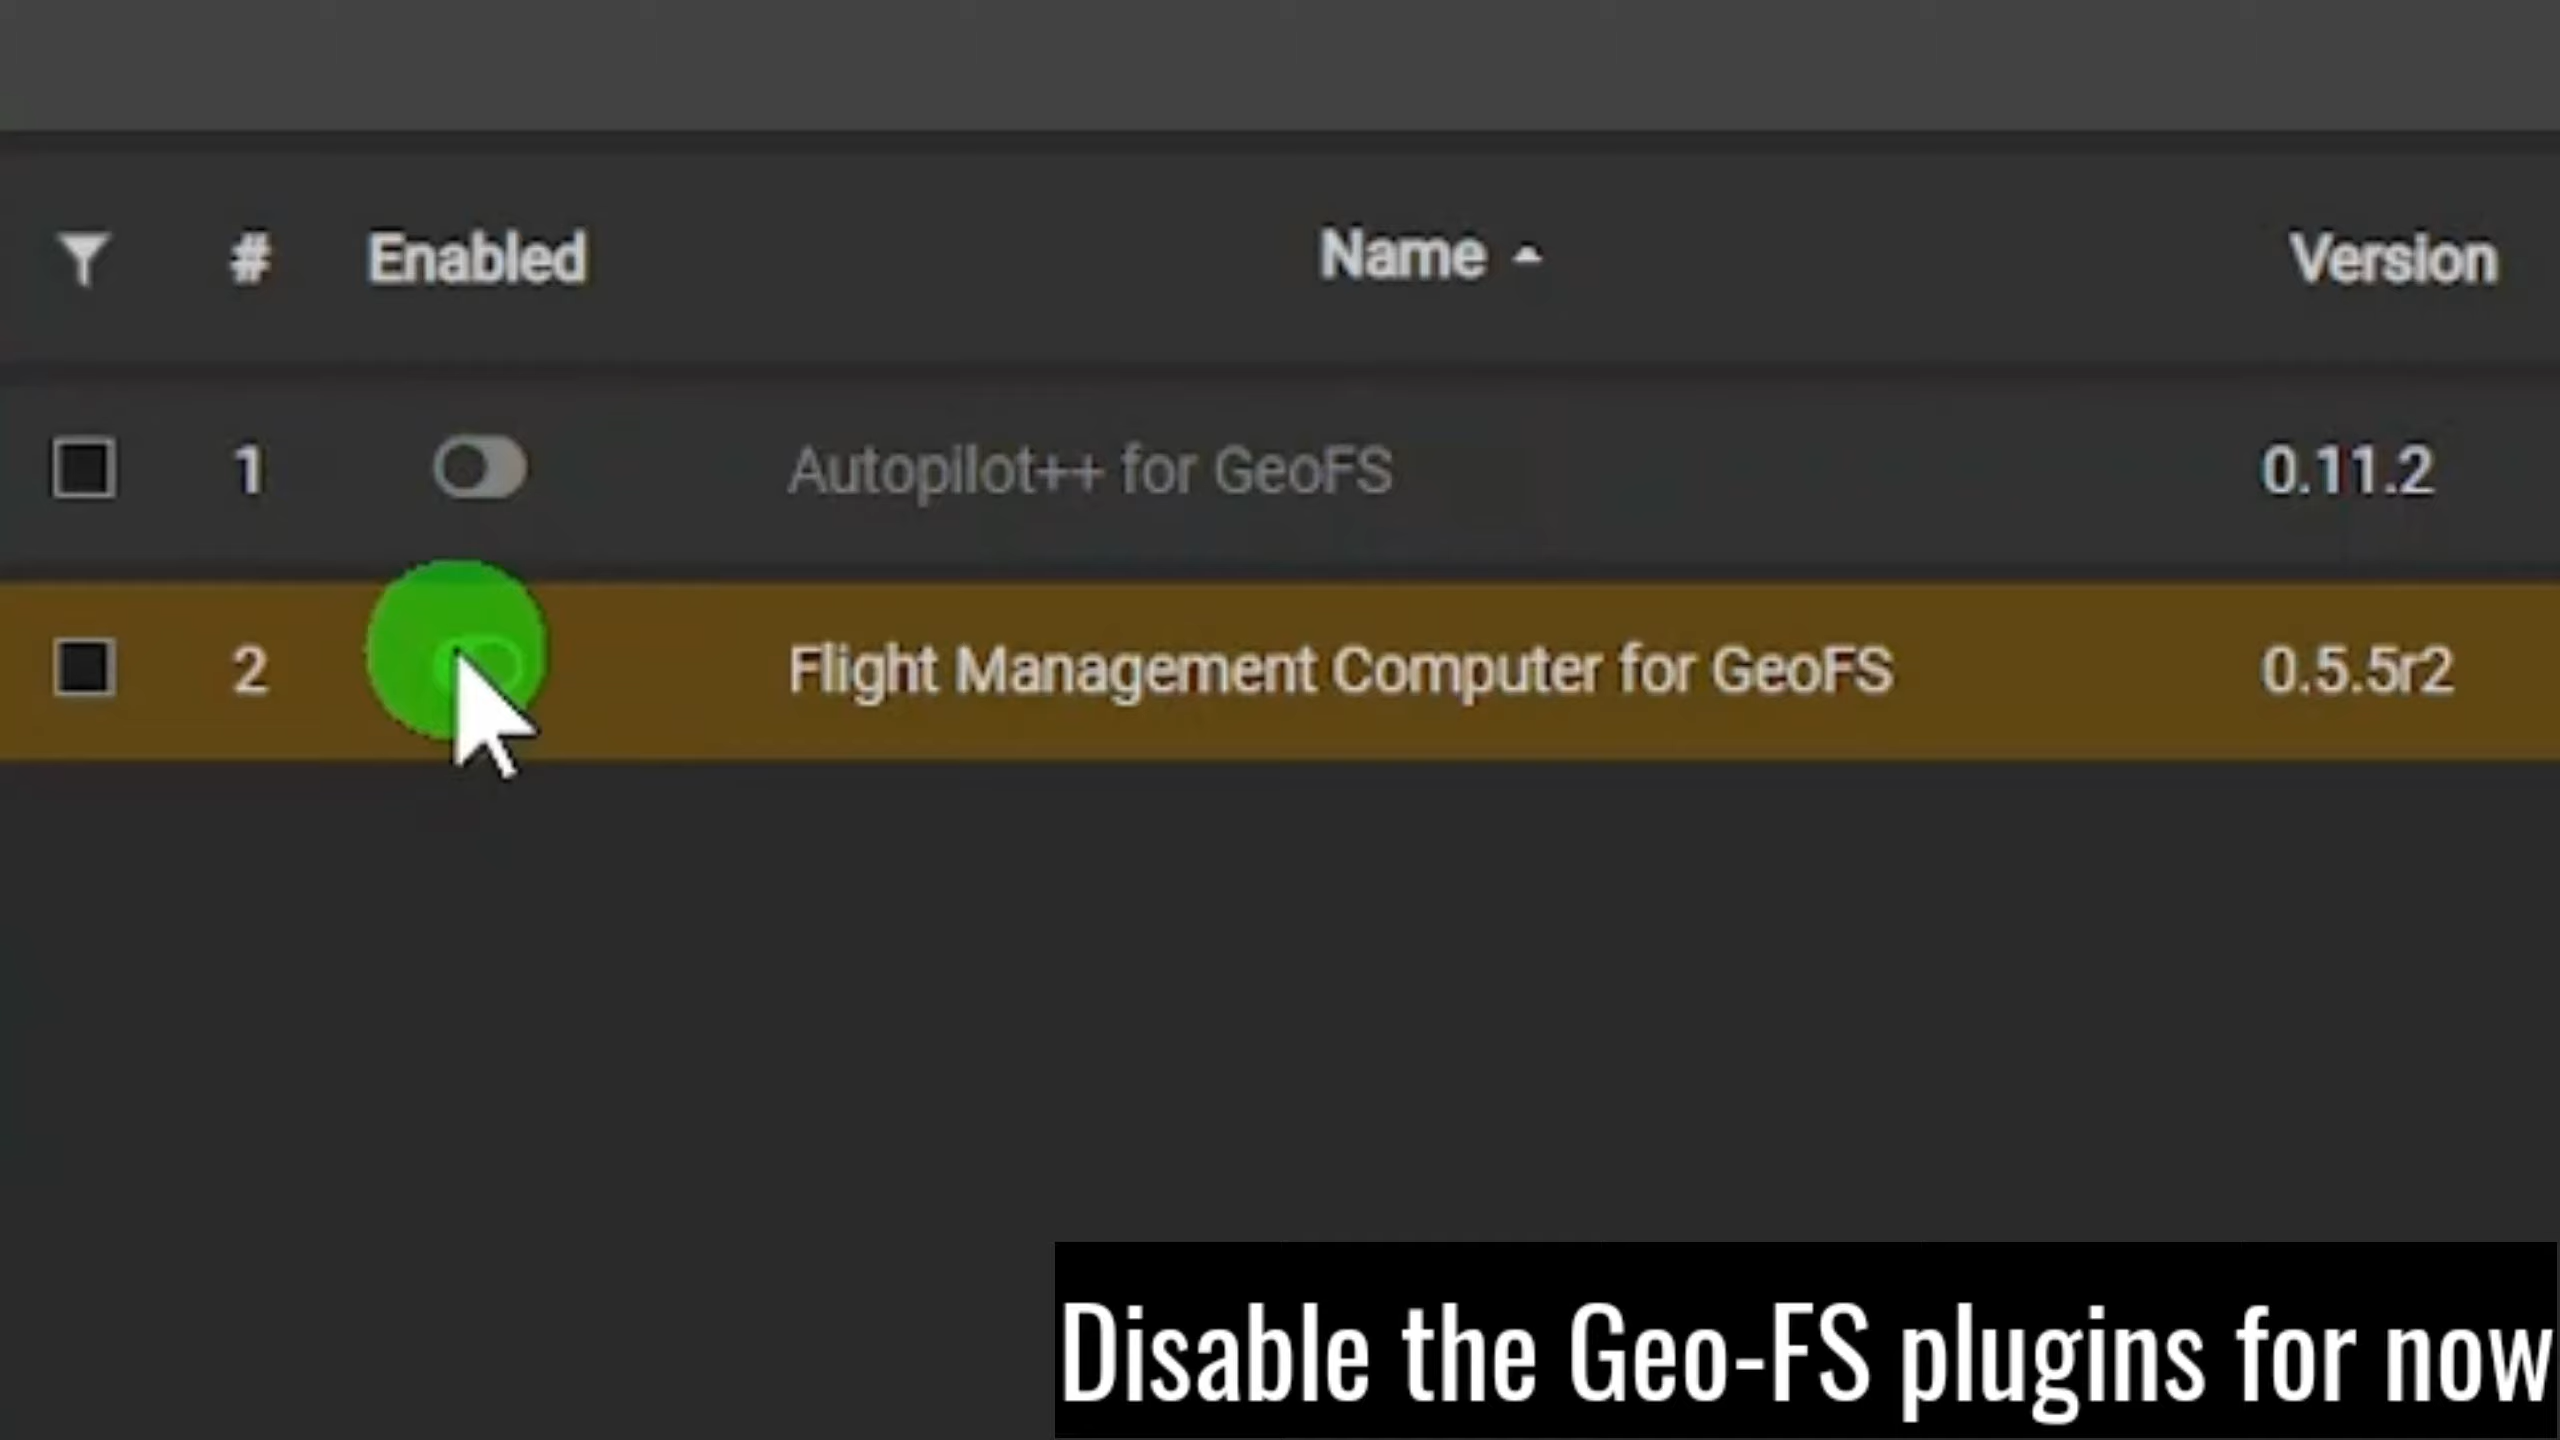 # Enabled Name Version
1 Autopilot++ for GeoFS 0.11.2
2 Flight Management Computer for GeoFS 0.5.5r2
Disable the Geo-FS plugins for now